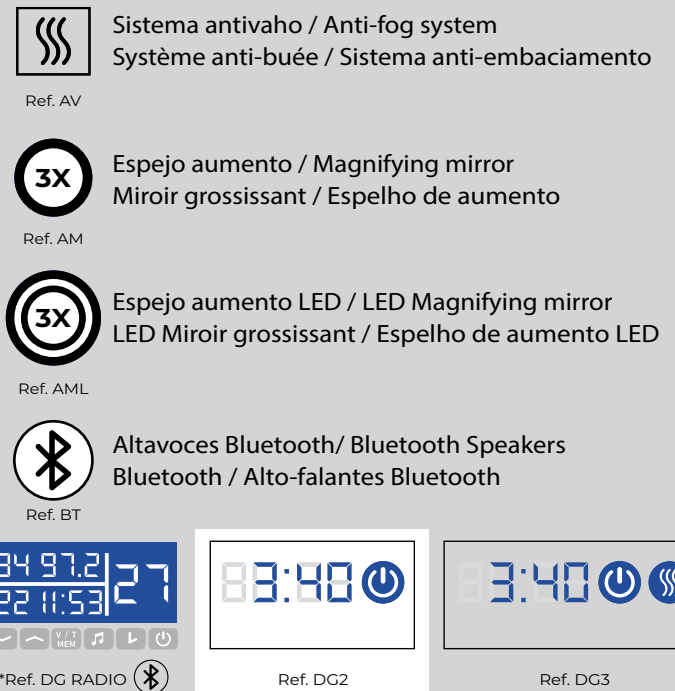 Sistema antivaho / Anti-fog system
Système anti-buée / Sistema anti-embaciamento
Ref. AV
3X
Espejo aumento / Magnifying mirror
Miroir grossissant / Espelho de aumento
Ref. AM
3X
Espejo aumento LED / LED Magnifying mirror
LED Miroir grossissant / Espelho de aumento LED
Ref. AML
Altavoces Bluetooth/ Bluetooth Speakers
Bluetooth / Alto-falantes Bluetooth
Ref. BT
97.2
27
22 11:53
V / T
MEM
*Ref. DG RADIO
3:40
Ref. DG2
3:40
Ref. DG3